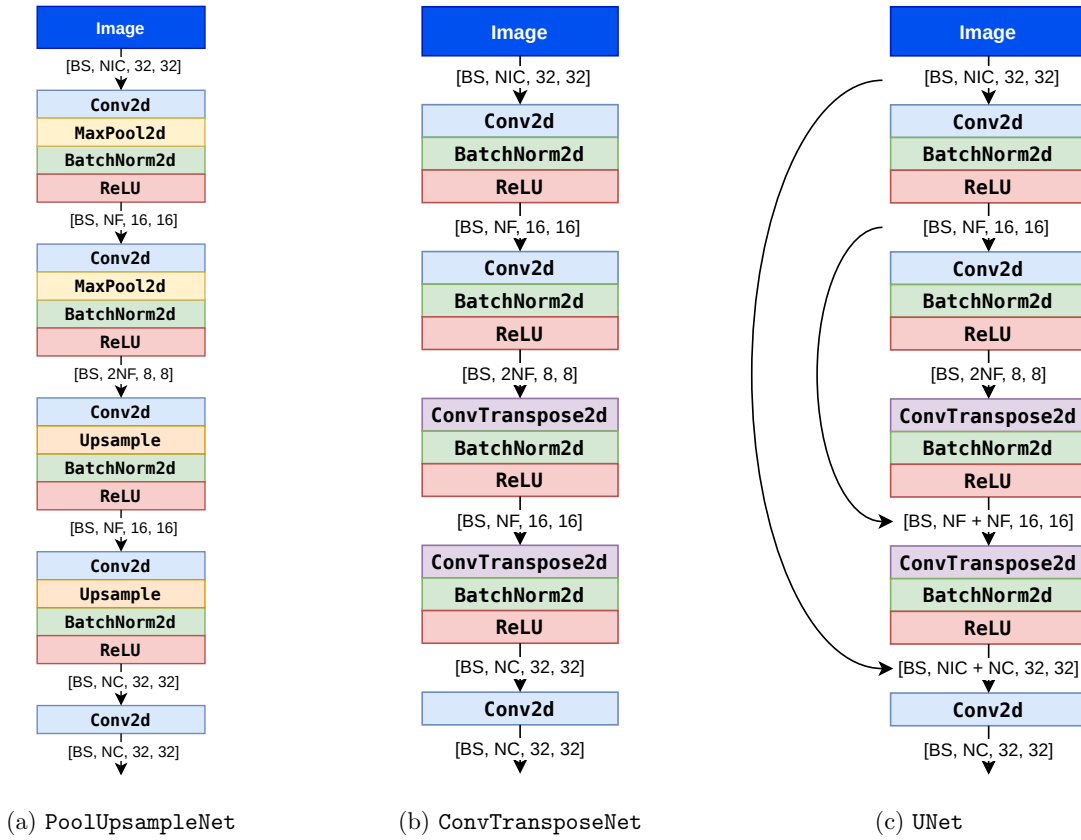 Image
[BS, NIC, 32, 32]
Conv2d
MaxPool2d
BatchNorm2d
ReLU
[BS, NF, 16, 16]
Conv2d
MaxPool2d
BatchNorm2d
ReLU
[BS, 2NF, 8, 8]
Conv2d
Upsample
BatchNorm2d
ReLU
[BS, NF, 16, 16]
Conv2d
Upsample
BatchNorm2d
ReLU
[BS, NC, 32, 32]
Conv2d
[BS, NC, 32, 32]
(a) PoolUpsampleNet
Image
[BS, NIC, 32, 32]
Conv2d
BatchNorm2d
ReLU
[BS, NF, 16, 16]
Conv2d
BatchNorm2d
ReLU
[BS, 2NF, 8, 8]
ConvTranspose2d
BatchNorm2d
ReLU
[BS, NF, 16, 16]
ConvTranspose2d
BatchNorm2d
ReLU
[BS, NC, 32, 32]
Conv2d
[BS, NC, 32, 32]
(b) ConvTransposeNet
Image
[BS, NIC, 32, 32]
Conv2d
BatchNorm2d
ReLU
[BS, NF, 16, 16]
Conv2d
BatchNorm2d
ReLU
[BS, 2NF, 8, 8]
ConvTranspose2d
BatchNorm2d
ReLU
[BS, NF + NF, 16, 16]
ConvTranspose2d
BatchNorm2d
ReLU
[BS, NIC + NC, 32, 32]
Conv2d
[BS, NC, 32, 32]
(c) UNet